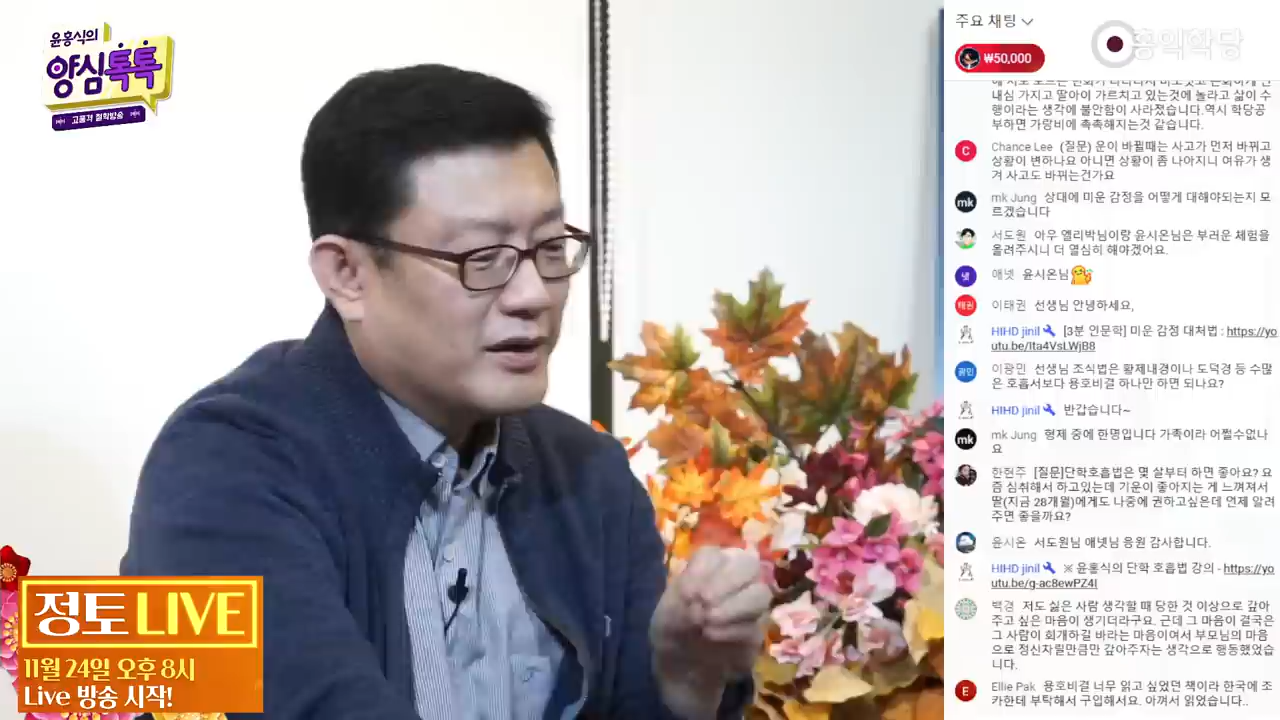 윤홍식의
양심톡톡
고품격 철학방송
정토 LIVE
11월 24일 오후 8시
Live 방송 시작!
주요 채팅
홍익학당
₩50,000
내심 가지고 딸아이 가르치고 있는것에 놀라고 삶이 수
행이라는 생각에 불안함이 사라졌습니다.역시 학당공
부하면 가랑비에 촉촉해지는것 같습니다.
C
Chance Lee (질문) 운이 바뀔때는 사고가 먼저 바뀌고
상황이 변하나요 아니면 상황이 좀 나아지니 여유가 생
겨 사고도 바뀌는건가요
mk
mk Jung 상대에 미운 감정을 어떻게 대해야되는지 모
르겠습니다
서도원 아우 앨리박님이랑 윤시온님은 부러운 체험을
올려주시니 더 열심히 해야겠어요.
넷
애넷 윤시온님
태권
이태권 선생님 안녕하세요,
HIHD jinil [3분 인문학] 미운 감정 대처법 : https://yo
utu.be/Ita4VsLWjB8
광민
이광민 선생님 조식법은 황제내경이나 도덕경 등 수많
은 호흡서보다 용호비결 하나만 하면 되나요?
HIHD jinil 반갑습니다~
mk
mk Jung 형제 중에 한명입니다 가족이라 어쩔수없나
요
한현주 [질문]단학호흡법은 몇 살부터 하면 좋아요? 요
즘 심취해서 하고있는데 기운이 좋아지는 게 느껴져서
딸(지금 28개월)에게도 나중에 권하고싶은데 언제 알려
주면 좋을까요?
윤시온 서도원님 애넷님 응원 감사합니다.
HIHD jinil ※ 윤홍식의 단학 호흡법 강의 - https://yo
utu.be/g-ac8ewPZ4I
백경 저도 싫은 사람 생각할 때 당한 것 이상으로 갚아
주고 싶은 마음이 생기더라구요. 근데 그 마음이 결국은
그 사람이 회개하길 바라는 마음이여서 부모님의 마음
으로 정신차릴만큼만 갚아주자는 생각으로 행동했었습
니다.
E
Ellie Pak 용호비결 너무 읽고 싶었던 책이라 한국에 조
카한테 부탁해서 구입해서요. 아껴서 읽었습니다..